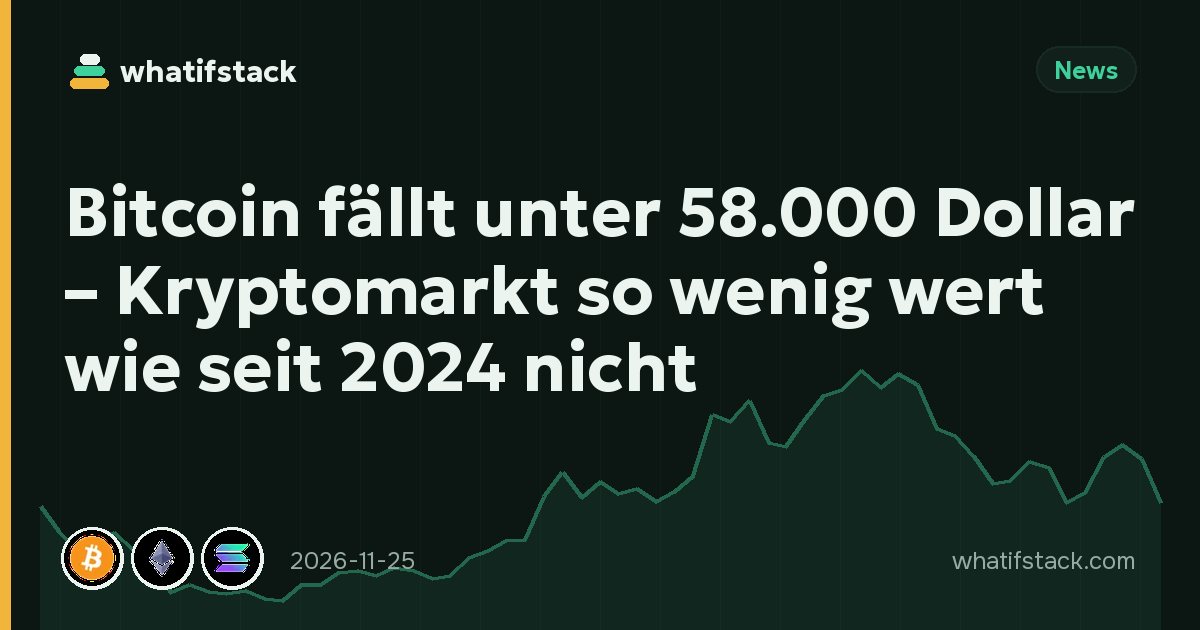 whatifstack
News
Bitcoin fällt unter 58.000 Dollar
– Kryptomarkt so wenig wert
wie seit 2024 nicht
2026-11-25
whatifstack.com